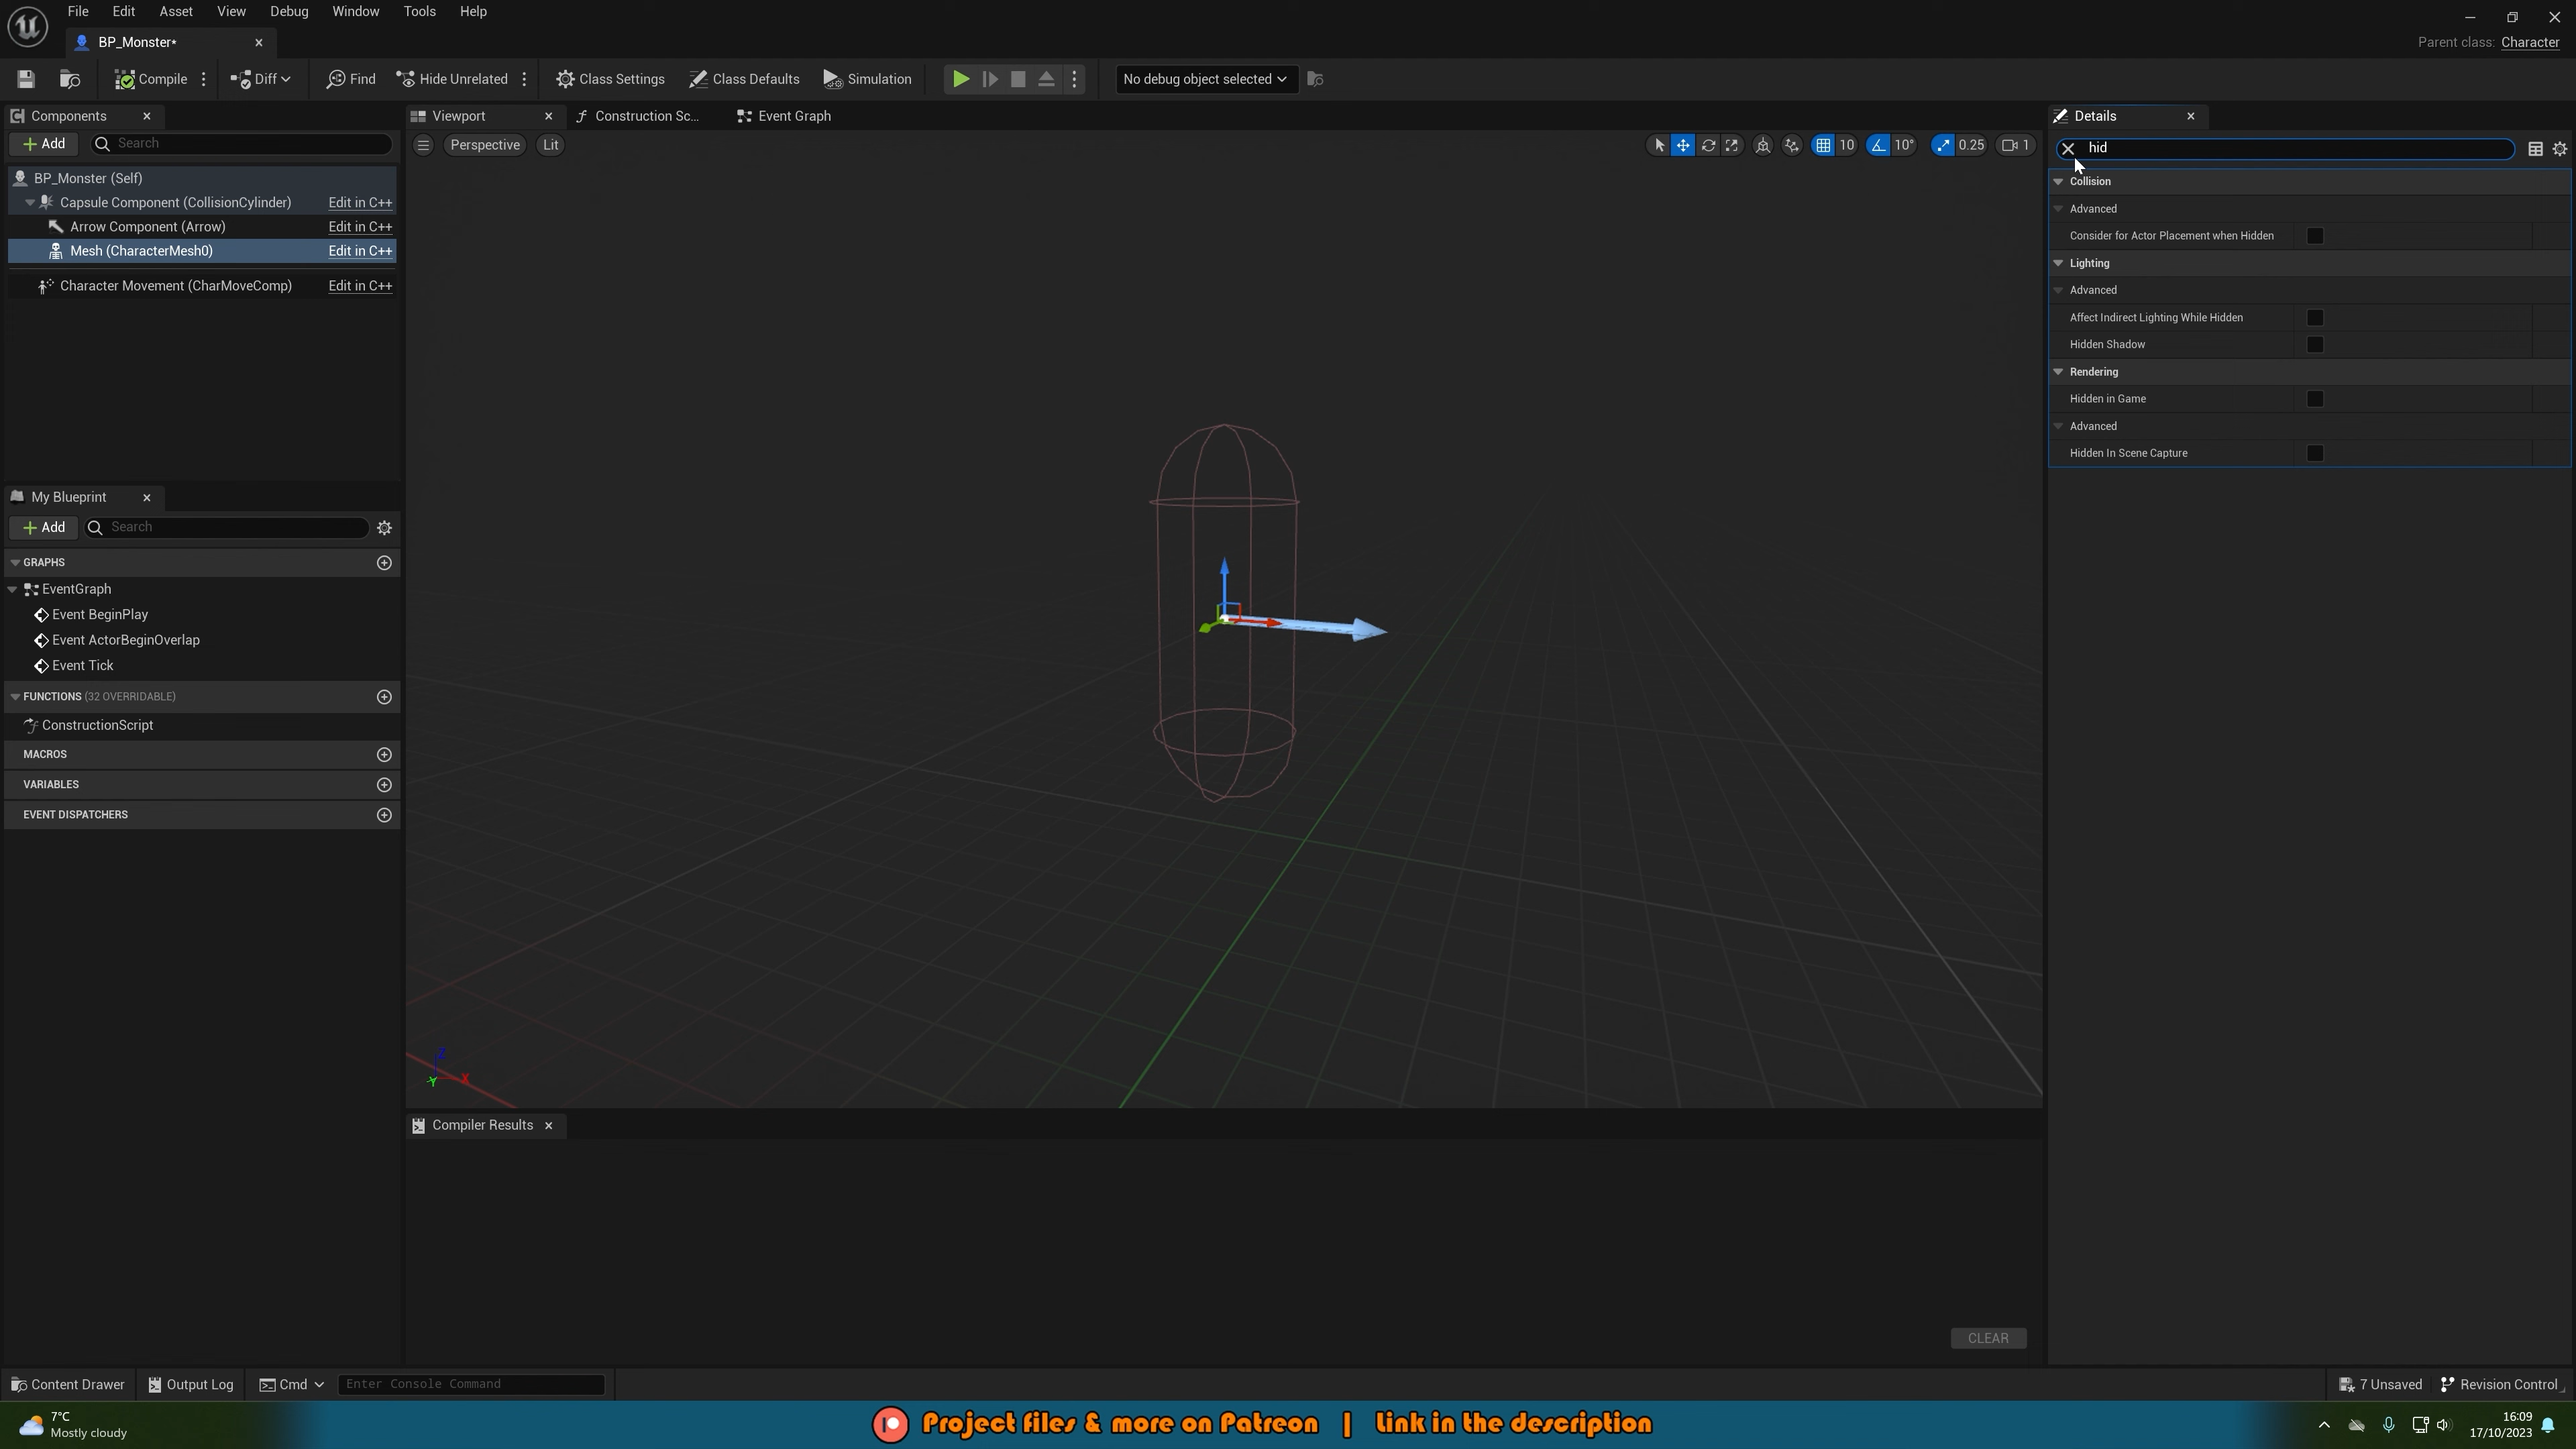 File Edit Asset View Debug Window Tools Help
BP_Monster*
Parent class: Character
Compile Diff Find Hide Unrelated Class Settings Class Defaults Simulation No debug object selected
Components
Add Search
BP_Monster (Self)
Capsule Component (CollisionCylinder) Edit in C++
Arrow Component (Arrow) Edit in C++
Mesh (CharacterMesh0) Edit in C++
Character Movement (CharMoveComp) Edit in C++
My Blueprint
Add Search
GRAPHS
EventGraph
Event BeginPlay
Event ActorBeginOverlap
Event Tick
FUNCTIONS (32 OVERRIDABLE)
ConstructionScript
MACROS
VARIABLES
EVENT DISPATCHERS
Viewport Construction Sc... Event Graph
Perspective Lit 10 10° 0.25 1
Z
Y X
Compiler Results
CLEAR
Details
hid
Collision
Advanced
Consider for Actor Placement when Hidden
Lighting
Advanced
Affect Indirect Lighting While Hidden
Hidden Shadow
Rendering
Hidden in Game
Advanced
Hidden In Scene Capture
Content Drawer Output Log Cmd Enter Console Command 7 Unsaved Revision Control
7°C
Mostly cloudy
Project files & more on Patreon | Link in the description
16:09
17/10/2023